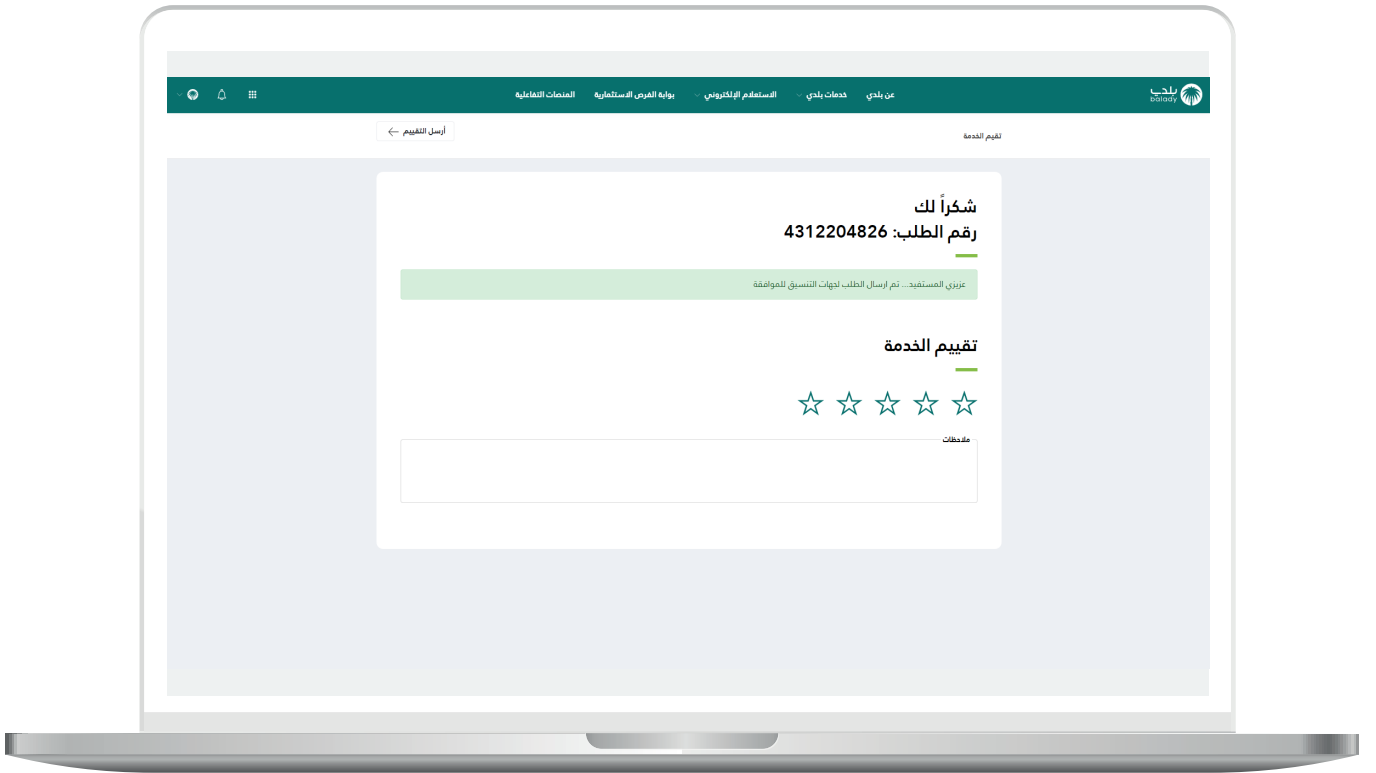 بلدي
balady
عن بلدي
خدمات بلدي
الاستعلام الإلكتروني
بوابة الفرص الاستثمارية
المنصات التفاعلية
تقيم الخدمة
أرسل التقييم
شكراً لك
رقم الطلب: 4312204826
عزيزي المستفيد... تم ارسال الطلب لجهات التنسيق للموافقة
تقييم الخدمة
ملاحظات